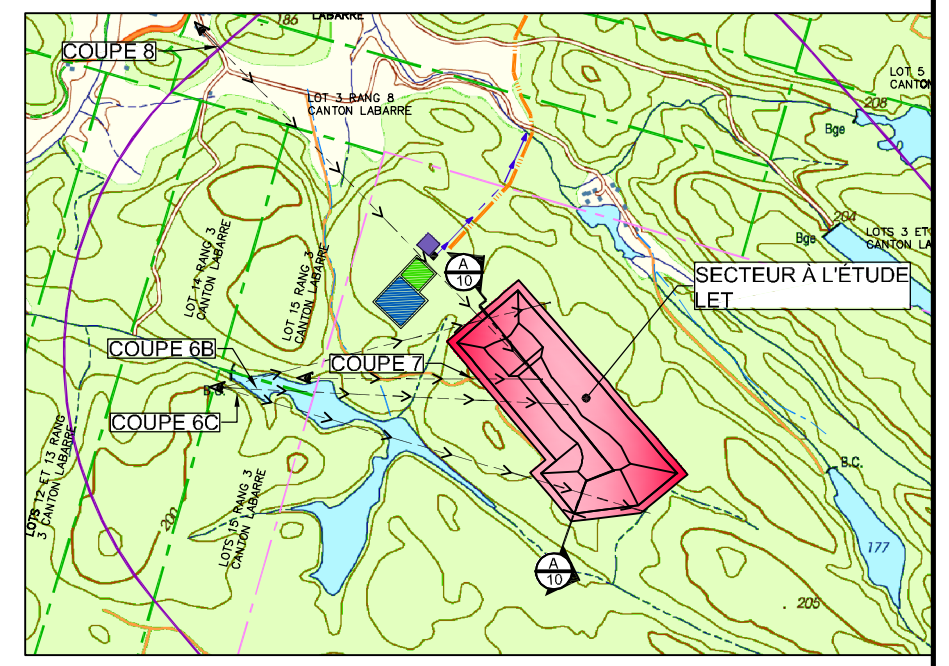 186
LABARRE
COUPE 8
LOT 3 RANG 8
CANTON LABARRE
LOT 5
CANTON
208
Bge
204
Bge
LOTS 3 ET
CANTON LA
LOT 14 RANG 3
CANTON LABARRE
LOT 15 RANG 3
CANTON LABARRE
A
10
SECTEUR À L'ÉTUDE
LET
COUPE 6B
COUPE 7
COUPE 6C
LOTS 12 ET 13 RANG
3 CANTON LABARRE
200
LOTS 15 RANG 3
CANTON LABARRE
B.C.
177
A
10
205